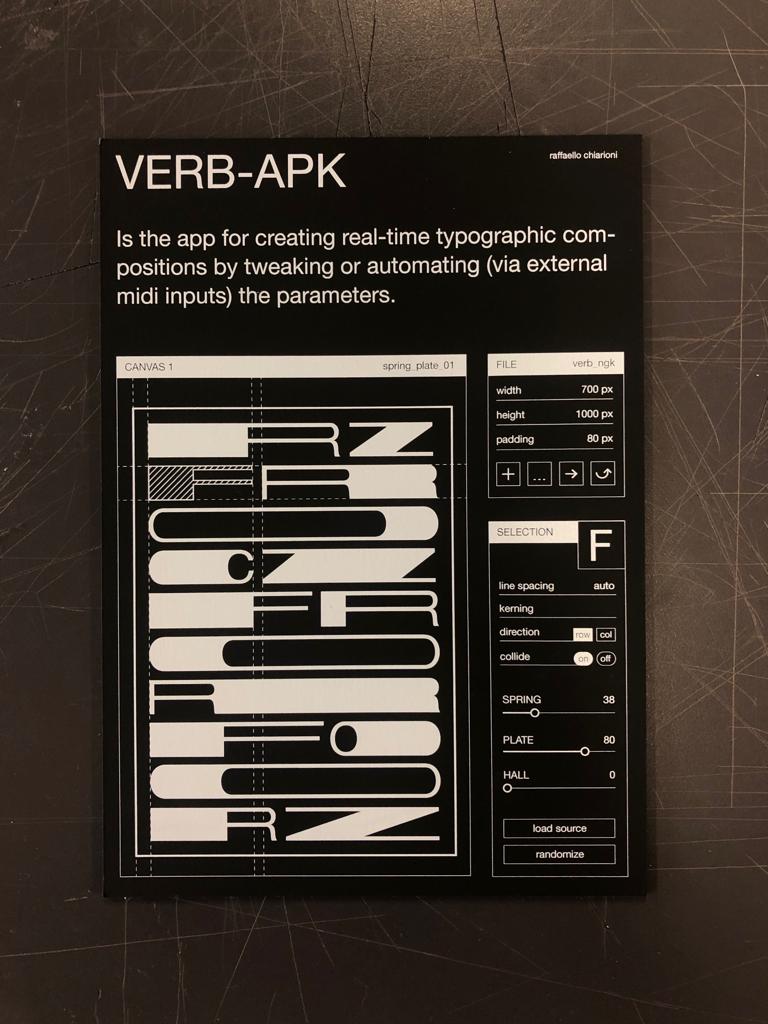 VERB-APK
raffaello chiarioni
Is the app for creating real-time typographic com-
positions by tweaking or automating (via external
midi inputs) the parameters.
CANVAS 1
spring_plate_01
FILE
verb_ngk
width
700 px
height
1000 px
padding
80 px
+
...
SELECTION
F
line spacing
auto
kerning
direction
row
col
collide
on
off
SPRING
38
PLATE
80
HALL
0
load source
randomize